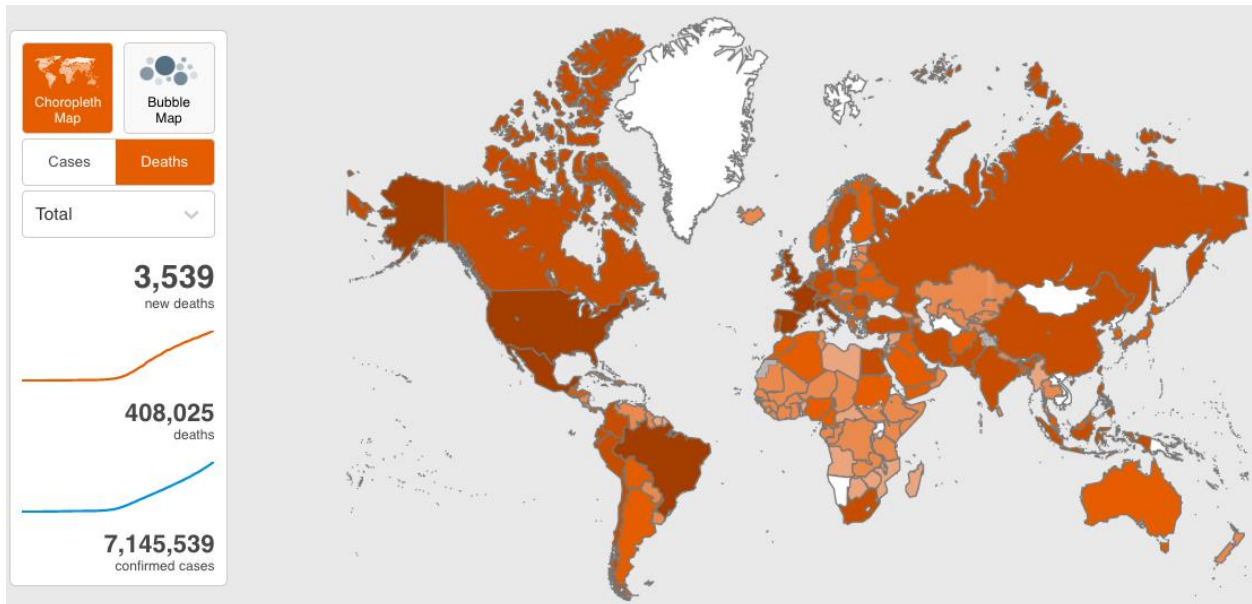 Choropleth
Map
Bubble
Map
Cases
Deaths
Total
3,539
new deaths
408,025
deaths
7,145,539
confirmed cases